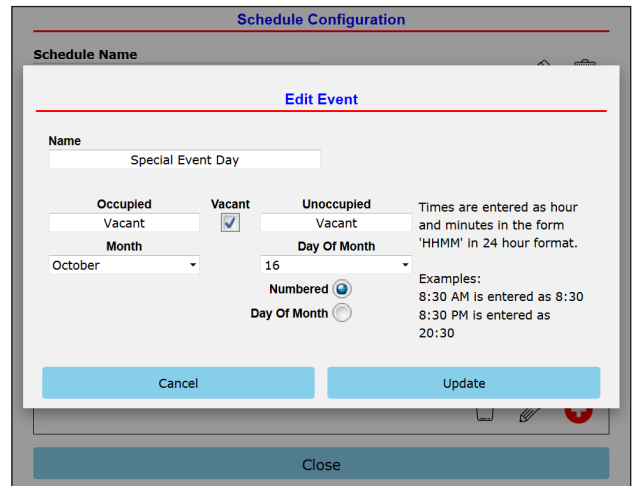 Schedule Configuration
Schedule Name
Edit Event
Name
Special Event Day
Occupied Vacant Unoccupied
Vacant Vacant
Month Day Of Month
October 16
Numbered
Day Of Month
Times are entered as hour
and minutes in the form
'HHMM' in 24 hour format.
Examples:
8:30 AM is entered as 8:30
8:30 PM is entered as
20:30
Cancel Update
Close